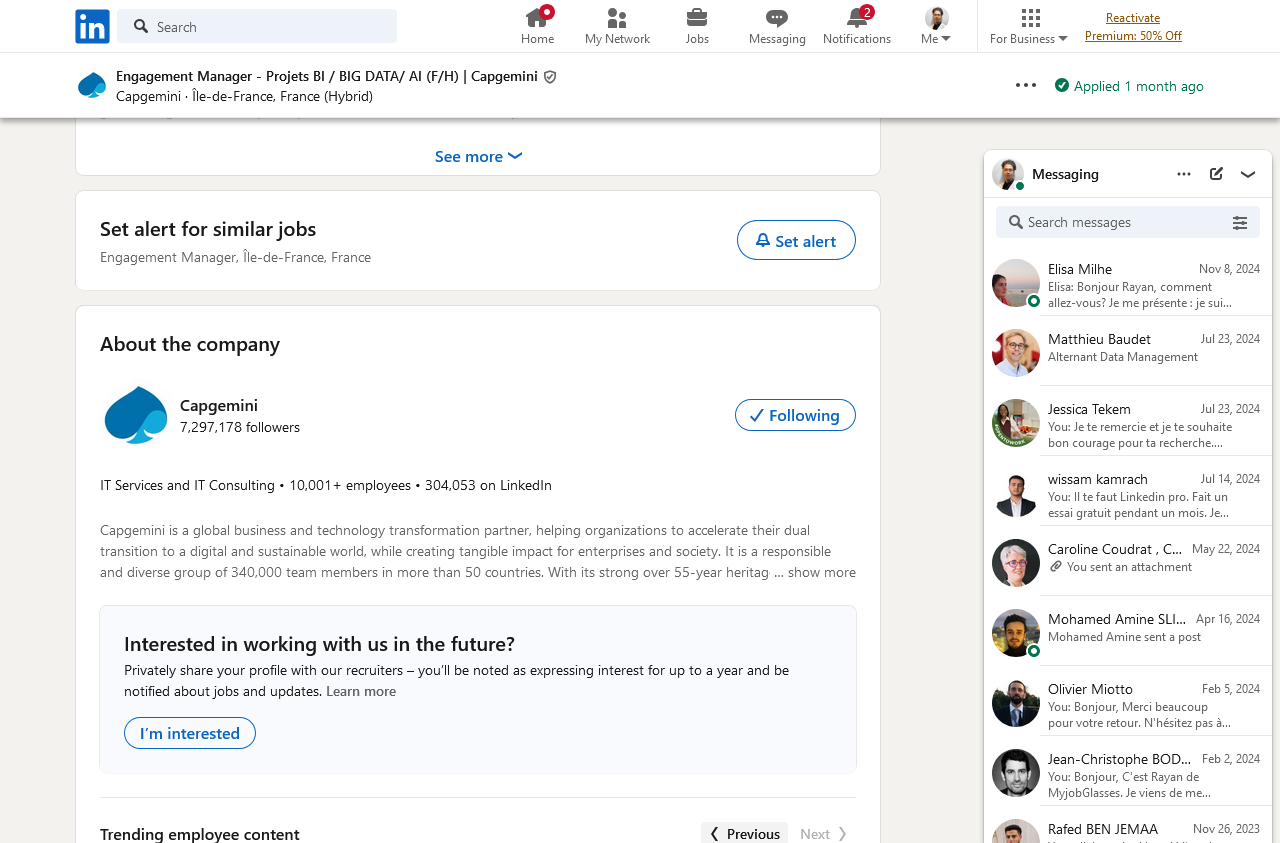 in
Search
Home
My Network
Jobs
Messaging
2
Notifications
Me
For Business
Reactivate
Premium: 50% Off
Engagement Manager - Projets BI / BIG DATA/ AI (F/H) | Capgemini
Capgemini · Île-de-France, France (Hybrid)
Applied 1 month ago
See more
Set alert for similar jobs
Engagement Manager, Île-de-France, France
Set alert
About the company
Capgemini
7,297,178 followers
Following
IT Services and IT Consulting • 10,001+ employees • 304,053 on LinkedIn
Capgemini is a global business and technology transformation partner, helping organizations to accelerate their dual
transition to a digital and sustainable world, while creating tangible impact for enterprises and society. It is a responsible
and diverse group of 340,000 team members in more than 50 countries. With its strong over 55-year heritag … show more
Interested in working with us in the future?
Privately share your profile with our recruiters – you’ll be noted as expressing interest for up to a year and be
notified about jobs and updates. Learn more
I’m interested
Trending employee content
Previous
Next
Messaging
Search messages
Elisa Milhe
Nov 8, 2024
Elisa: Bonjour Rayan, comment
allez-vous? Je me présente : je sui...
Matthieu Baudet
Jul 23, 2024
Alternant Data Management
Jessica Tekem
Jul 23, 2024
You: Je te remercie et je te souhaite
bon courage pour ta recherche....
wissam kamrach
Jul 14, 2024
You: Il te faut Linkedin pro. Fait un
essai gratuit pendant un mois. Je...
Caroline Coudrat , C...
May 22, 2024
You sent an attachment
Mohamed Amine SLI...
Apr 16, 2024
Mohamed Amine sent a post
Olivier Miotto
Feb 5, 2024
You: Bonjour, Merci beaucoup
pour votre retour. N'hésitez pas à...
Jean-Christophe BOD...
Feb 2, 2024
You: Bonjour, C'est Rayan de
MyjobGlasses. Je viens de me...
Rafed BEN JEMAA
Nov 26, 2023